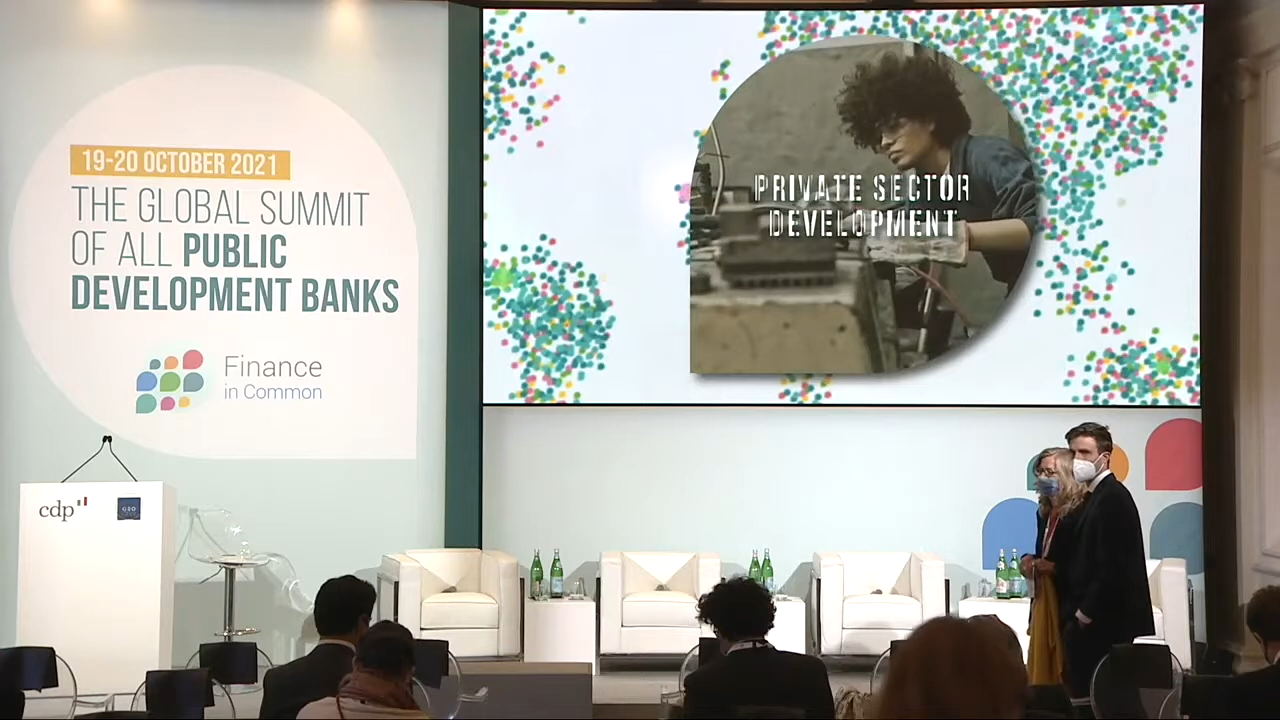 19-20 OCTOBER 2021
THE GLOBAL SUMMIT
OF ALL PUBLIC
DEVELOPMENT BANKS
Finance
in Common
PRIVATE SECTOR
DEVELOPMENT
cdp
G20